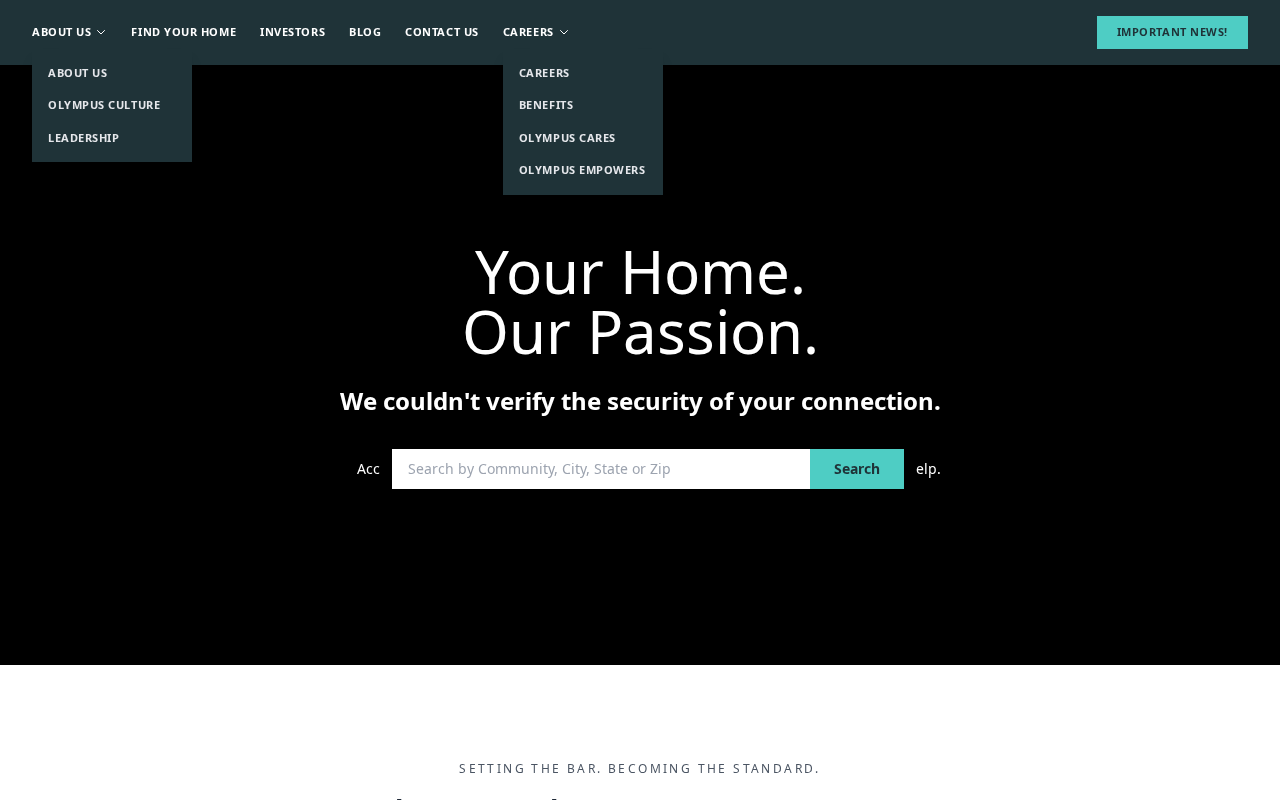 ABOUT US
FIND YOUR HOME
INVESTORS
BLOG
CONTACT US
CAREERS
IMPORTANT NEWS!
ABOUT US
OLYMPUS CULTURE
LEADERSHIP
CAREERS
BENEFITS
OLYMPUS CARES
OLYMPUS EMPOWERS
Your Home.
Our Passion.
We couldn't verify the security of your connection.
Acc
Search by Community, City, State or Zip
Search
elp.
SETTING THE BAR. BECOMING THE STANDARD.